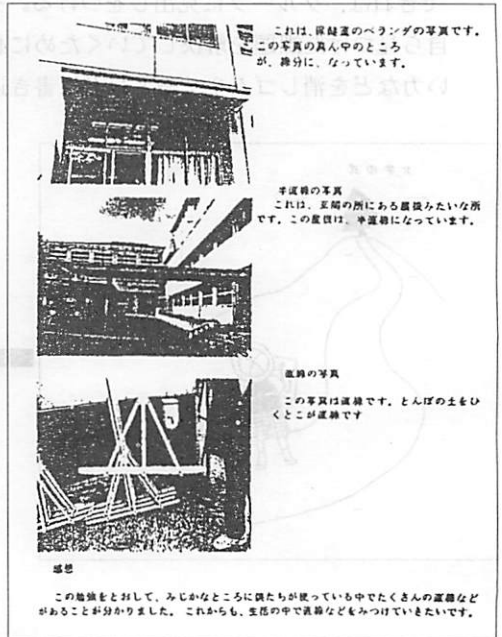 これは、保健室のベランダの写真です。
この写真の真ん中のところ
が、線分に、なっています。
半直線の写真
これは、玄関の所にある屋根みたいな所
です。この屋根は、半直線になっています。
直線の写真
この写真は直線です。とんぼの土をひ
くとこが直線です
感想
この勉強をとおして、みじかなところに僕たちが使っている中でたくさんの直線など
があることが分かりました。 これからも、生活の中で直線などをみつけていきたいです。